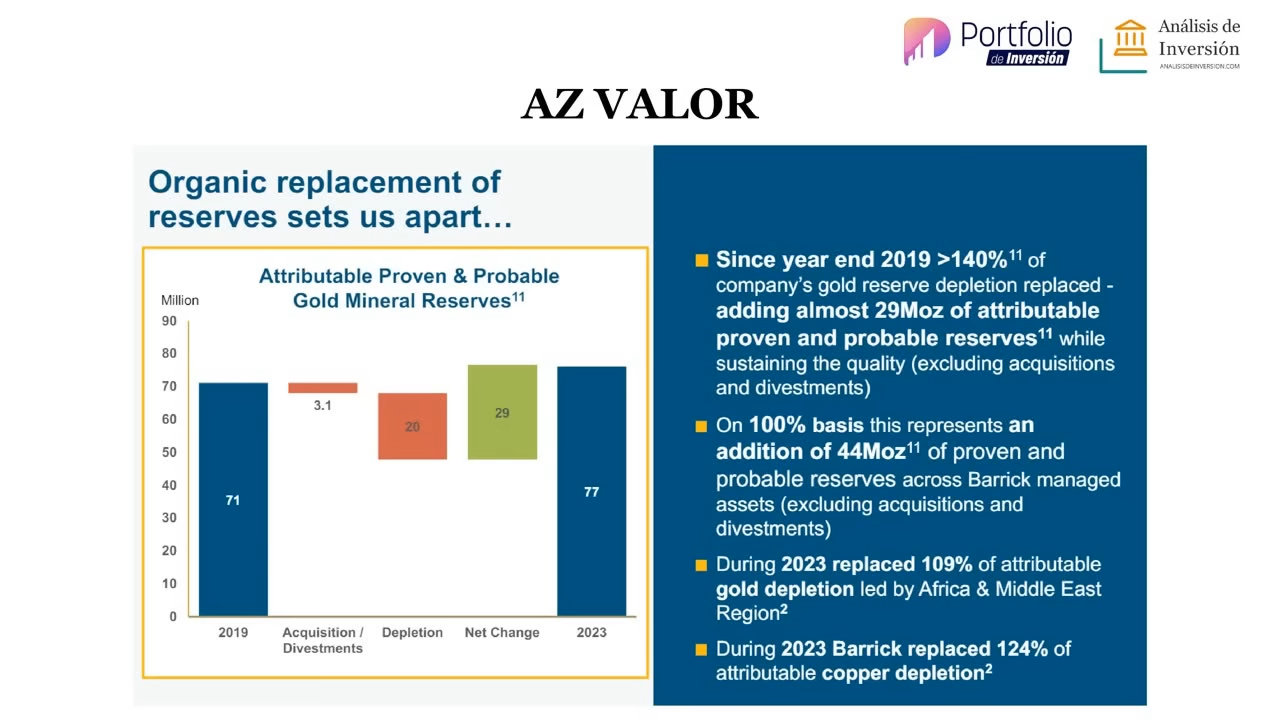 Portfolio
de Inversión
Análisis de
Inversión
ANALISISDEINVERSION.COM
AZ VALOR
Organic replacement of
reserves sets us apart…
Attributable Proven & Probable
Gold Mineral Reserves11
Million
90
80
70
60
50
40
30
20
10
0
71
3.1
20
29
77
2019
Acquisition /
Divestments
Depletion
Net Change
2023
■ Since year end 2019 >140%11 of
company's gold reserve depletion replaced -
adding almost 29Moz of attributable
proven and probable reserves11 while
sustaining the quality (excluding acquisitions
and divestments)
■ On 100% basis this represents an
addition of 44Moz11 of proven and
probable reserves across Barrick managed
assets (excluding acquisitions and
divestments)
■ During 2023 replaced 109% of attributable
gold depletion led by Africa & Middle East
Region2
■ During 2023 Barrick replaced 124% of
attributable copper depletion2